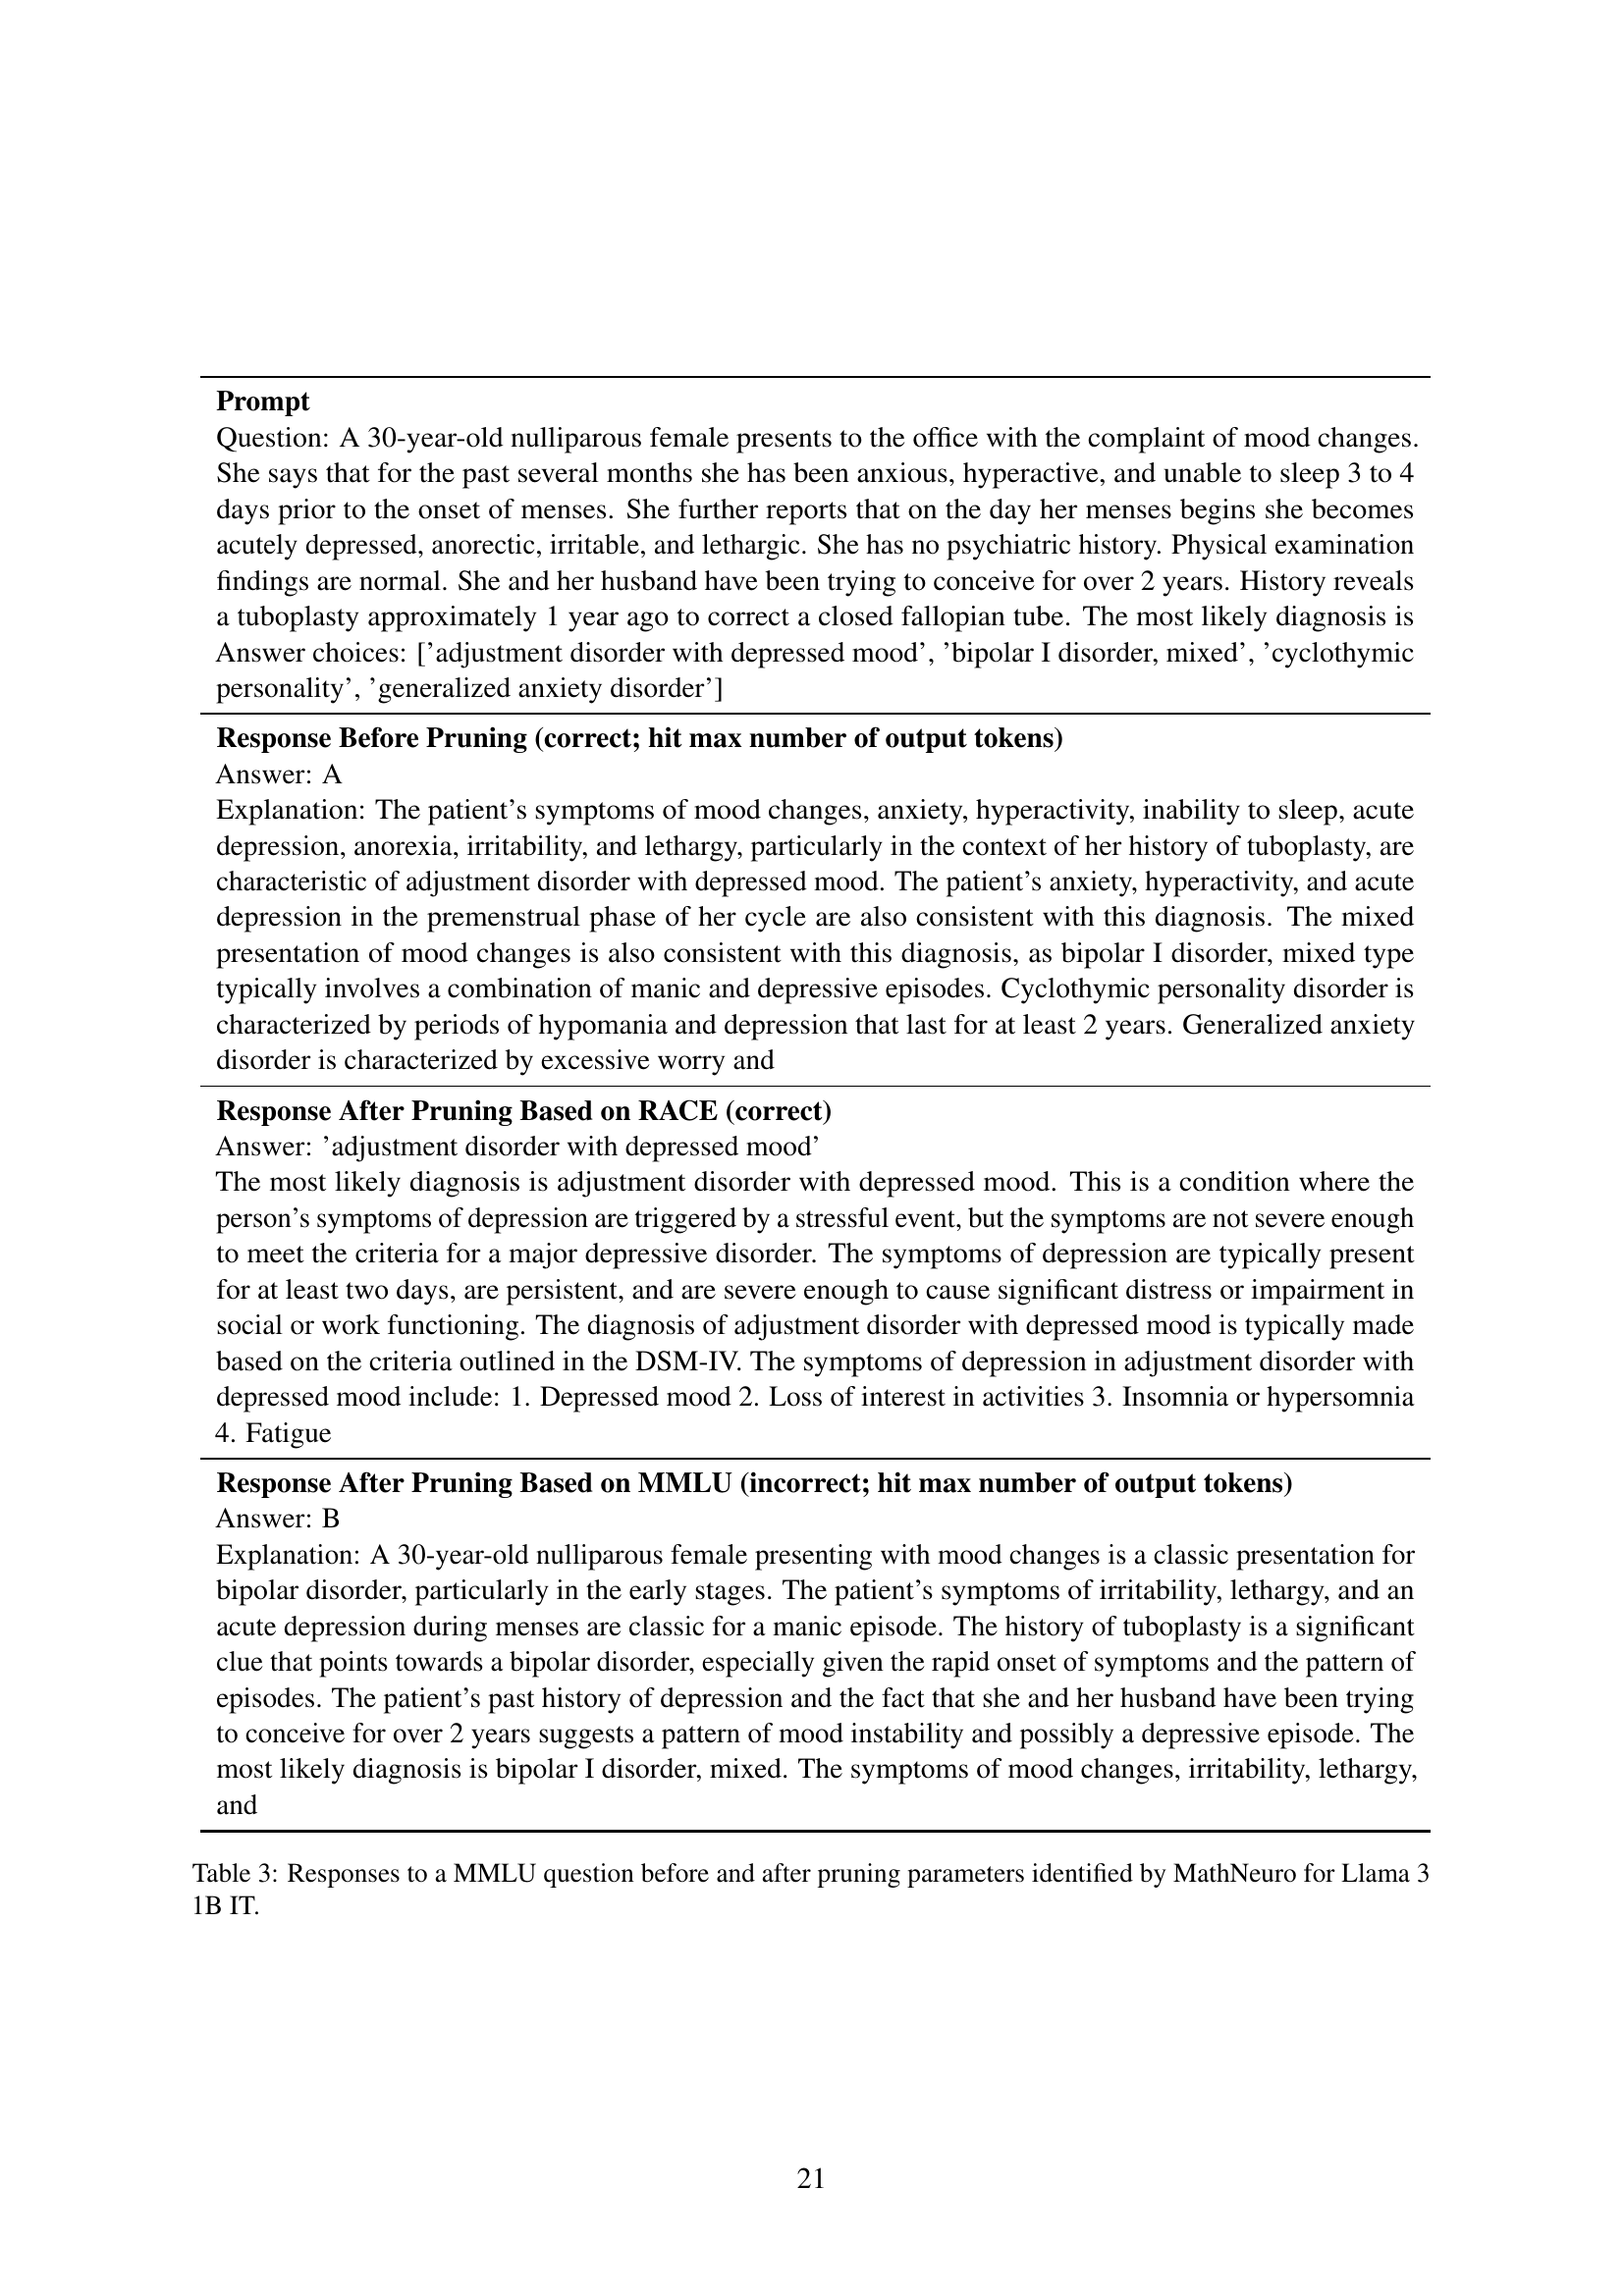 Prompt
Question: A 30-year-old nulliparous female presents to the office with the complaint of mood changes.
She says that for the past several months she has been anxious, hyperactive, and unable to sleep 3 to 4
days prior to the onset of menses. She further reports that on the day her menses begins she becomes
acutely depressed, anorectic, irritable, and lethargic. She has no psychiatric history. Physical examination
findings are normal. She and her husband have been trying to conceive for over 2 years. History reveals
a tuboplasty approximately 1 year ago to correct a closed fallopian tube. The most likely diagnosis is
Answer choices: [’adjustment disorder with depressed mood’, ’bipolar I disorder, mixed’, ’cyclothymic
personality’, ’generalized anxiety disorder’]
Response Before Pruning (correct; hit max number of output tokens)
Answer: A
Explanation: The patient’s symptoms of mood changes, anxiety, hyperactivity, inability to sleep, acute
depression, anorexia, irritability, and lethargy, particularly in the context of her history of tuboplasty, are
characteristic of adjustment disorder with depressed mood. The patient’s anxiety, hyperactivity, and acute
depression in the premenstrual phase of her cycle are also consistent with this diagnosis. The mixed
presentation of mood changes is also consistent with this diagnosis, as bipolar I disorder, mixed type
typically involves a combination of manic and depressive episodes. Cyclothymic personality disorder is
characterized by periods of hypomania and depression that last for at least 2 years. Generalized anxiety
disorder is characterized by excessive worry and
Response After Pruning Based on RACE (correct)
Answer: ’adjustment disorder with depressed mood’
The most likely diagnosis is adjustment disorder with depressed mood. This is a condition where the
person’s symptoms of depression are triggered by a stressful event, but the symptoms are not severe enough
to meet the criteria for a major depressive disorder. The symptoms of depression are typically present
for at least two days, are persistent, and are severe enough to cause significant distress or impairment in
social or work functioning. The diagnosis of adjustment disorder with depressed mood is typically made
based on the criteria outlined in the DSM-IV. The symptoms of depression in adjustment disorder with
depressed mood include: 1. Depressed mood 2. Loss of interest in activities 3. Insomnia or hypersomnia
4. Fatigue
Response After Pruning Based on MMLU (incorrect; hit max number of output tokens)
Answer: B
Explanation: A 30-year-old nulliparous female presenting with mood changes is a classic presentation for
bipolar disorder, particularly in the early stages. The patient’s symptoms of irritability, lethargy, and an
acute depression during menses are classic for a manic episode. The history of tuboplasty is a significant
clue that points towards a bipolar disorder, especially given the rapid onset of symptoms and the pattern of
episodes. The patient’s past history of depression and the fact that she and her husband have been trying
to conceive for over 2 years suggests a pattern of mood instability and possibly a depressive episode. The
most likely diagnosis is bipolar I disorder, mixed. The symptoms of mood changes, irritability, lethargy,
and
Table 3: Responses to a MMLU question before and after pruning parameters identified by MathNeuro for Llama 3
1B IT.
21